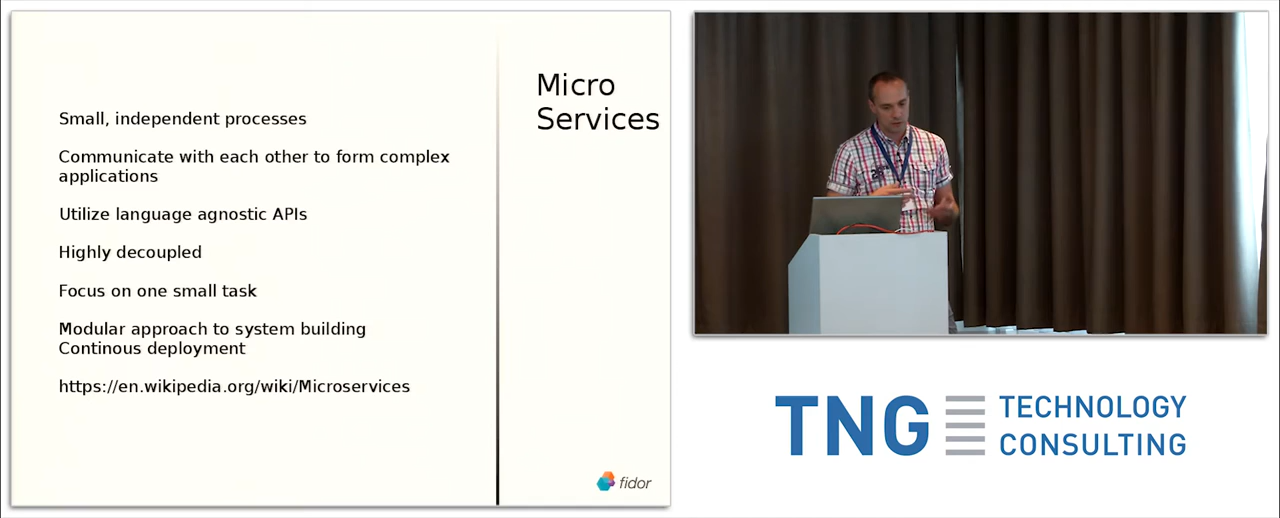 Micro
Services
Small, independent processes
Communicate with each other to form complex
applications
Utilize language agnostic APIs
Highly decoupled
Focus on one small task
Modular approach to system building
Continous deployment
https://en.wikipedia.org/wiki/Microservices
fidor
TNG TECHNOLOGY
CONSULTING